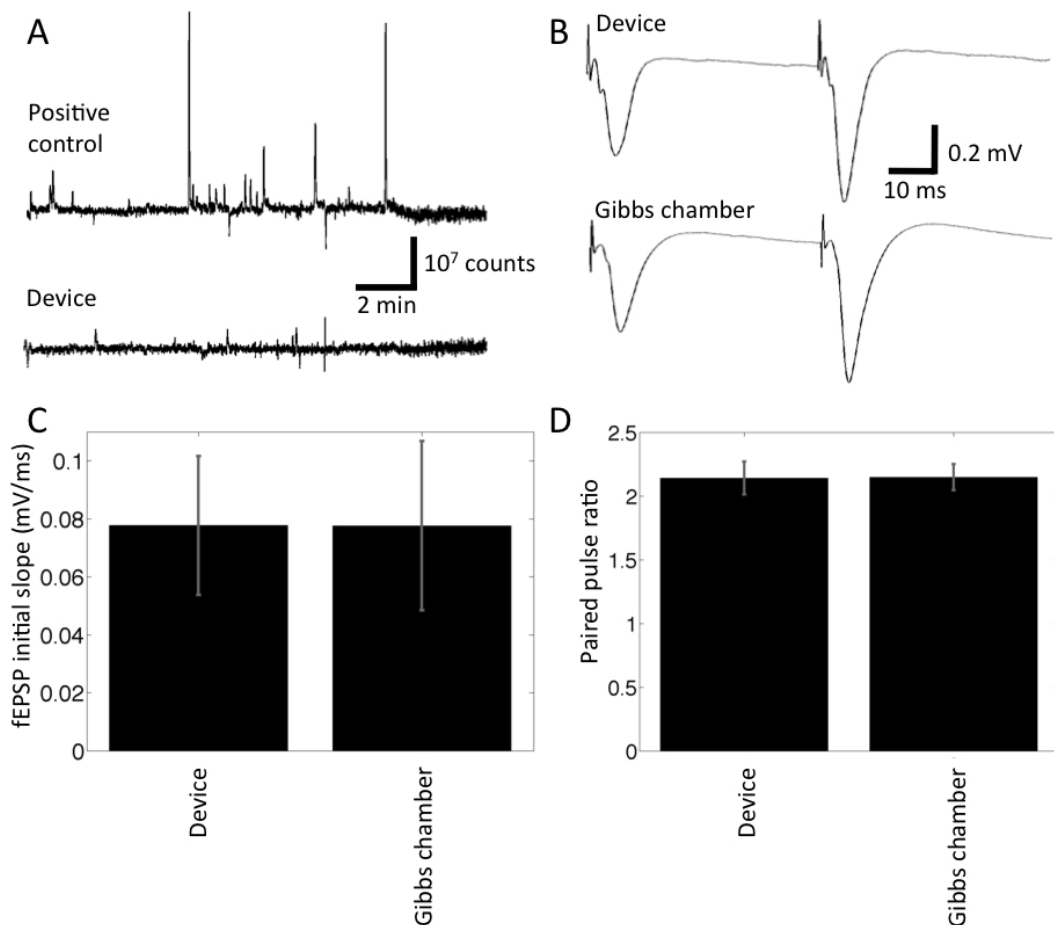 A
Positive
control
10⁷ counts
2 min
Device
B
Device
0.2 mV
10 ms
Gibbs chamber
C
fEPSP initial slope (mV/ms)
0.1
0.08
0.06
0.04
0.02
0
Device
Gibbs chamber
D
Paired pulse ratio
2.5
2
1.5
1
0.5
0
Device
Gibbs chamber